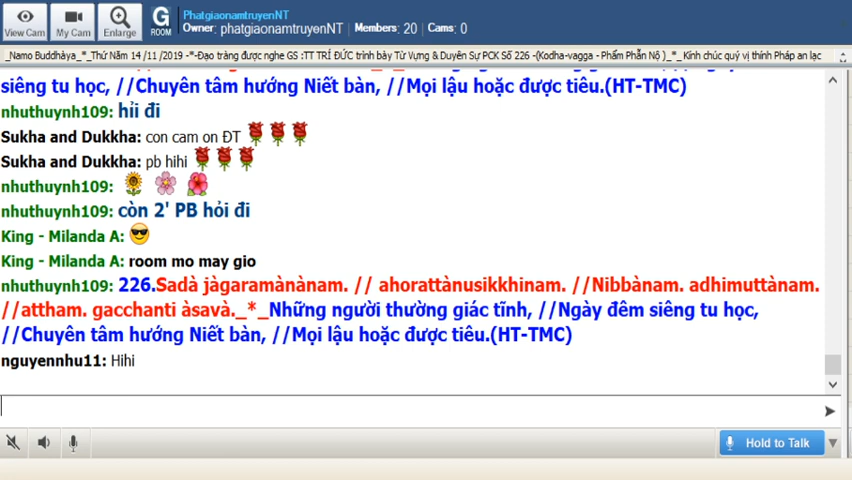 View Cam
My Cam
Enlarge
G
ROOM
PhatgiaonamtruyenNT
Owner: phatgiaonamtruyenNT | Members: 20 | Cams: 0
_Namo Buddhàya_*_Thứ Năm 14 /11 /2019 -*-Đạo tràng được nghe GS :TT TRÍ ĐỨC trình bày Từ Vựng & Duyên Sự PCK Số 226 -(Kodha-vagga - Phẩm Phẫn Nộ )_*_ Kính chúc quý vị thính Pháp an lạc
siêng tu học, //Chuyên tâm hướng Niết bàn, //Mọi lậu hoặc được tiêu.(HT-TMC)
nhuthuynh109: hỉi đi
Sukha and Dukkha: con cam on ĐT
Sukha and Dukkha: pb hihi
nhuthuynh109:
nhuthuynh109: còn 2' PB hỏi đi
King - Milanda A:
King - Milanda A: room mo may gio
nhuthuynh109: 226.Sadà jàgaramànànam. // ahorattànusikkhinam. //Nibbànam. adhimuttànam.
//attham. gacchanti àsavà._*_Những người thường giác tĩnh, //Ngày đêm siêng tu học,
//Chuyên tâm hướng Niết bàn, //Mọi lậu hoặc được tiêu.(HT-TMC)
nguyennhu11: Hihi
Hold to Talk